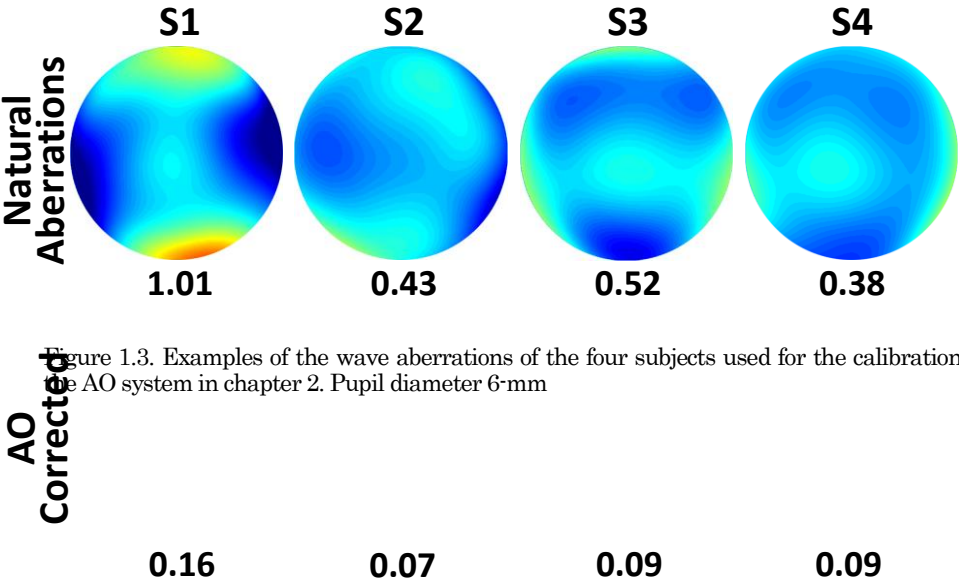 S1 S2 S3 S4
Natural
Aberrations
1.01 0.43 0.52 0.38
Figure 1.3. Examples of the wave aberrations of the four subjects used for the calibration
the AO system in chapter 2. Pupil diameter 6-mm
AO
Corrected
0.16 0.07 0.09 0.09